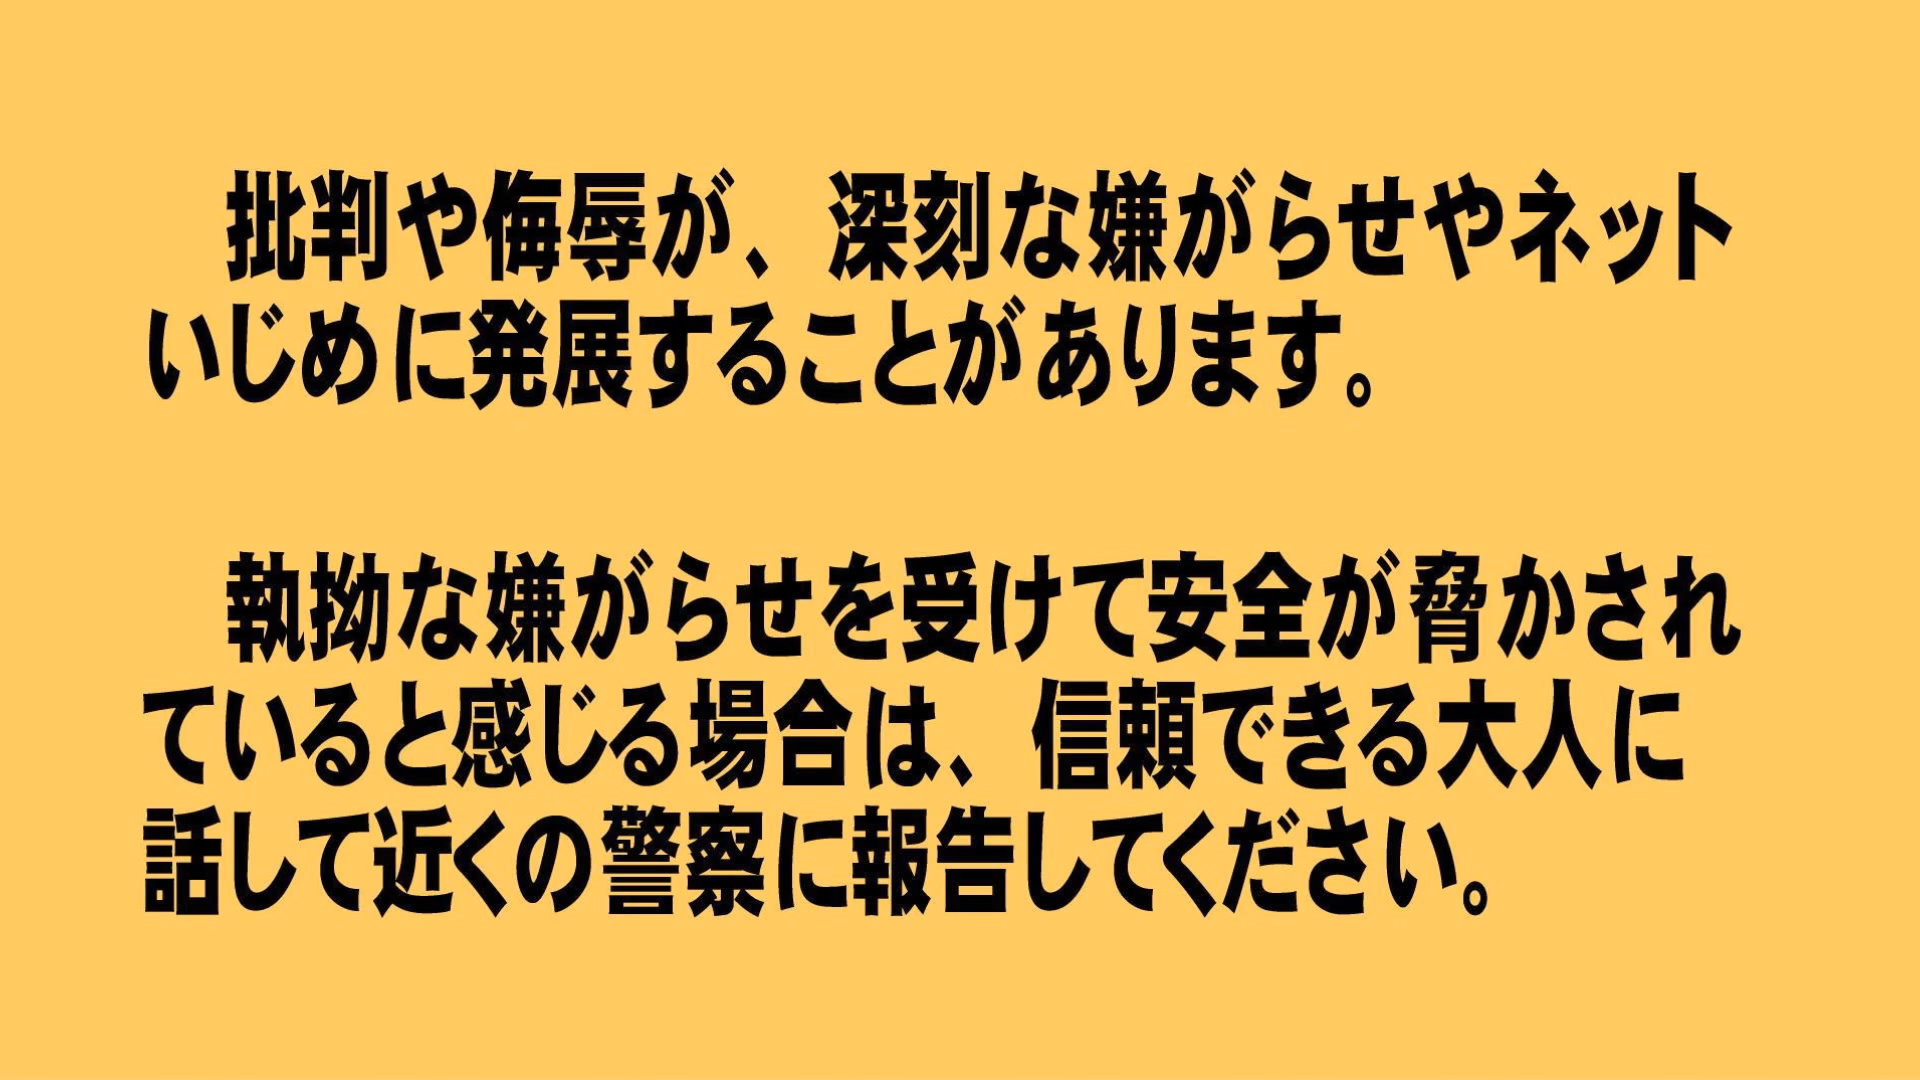 批判や侮辱が、深刻な嫌がらせやネット
いじめに発展することがあります。
執拗な嫌がらせを受けて安全が脅かされ
ていると感じる場合は、信頼できる大人に
話して近くの警察に報告してください。